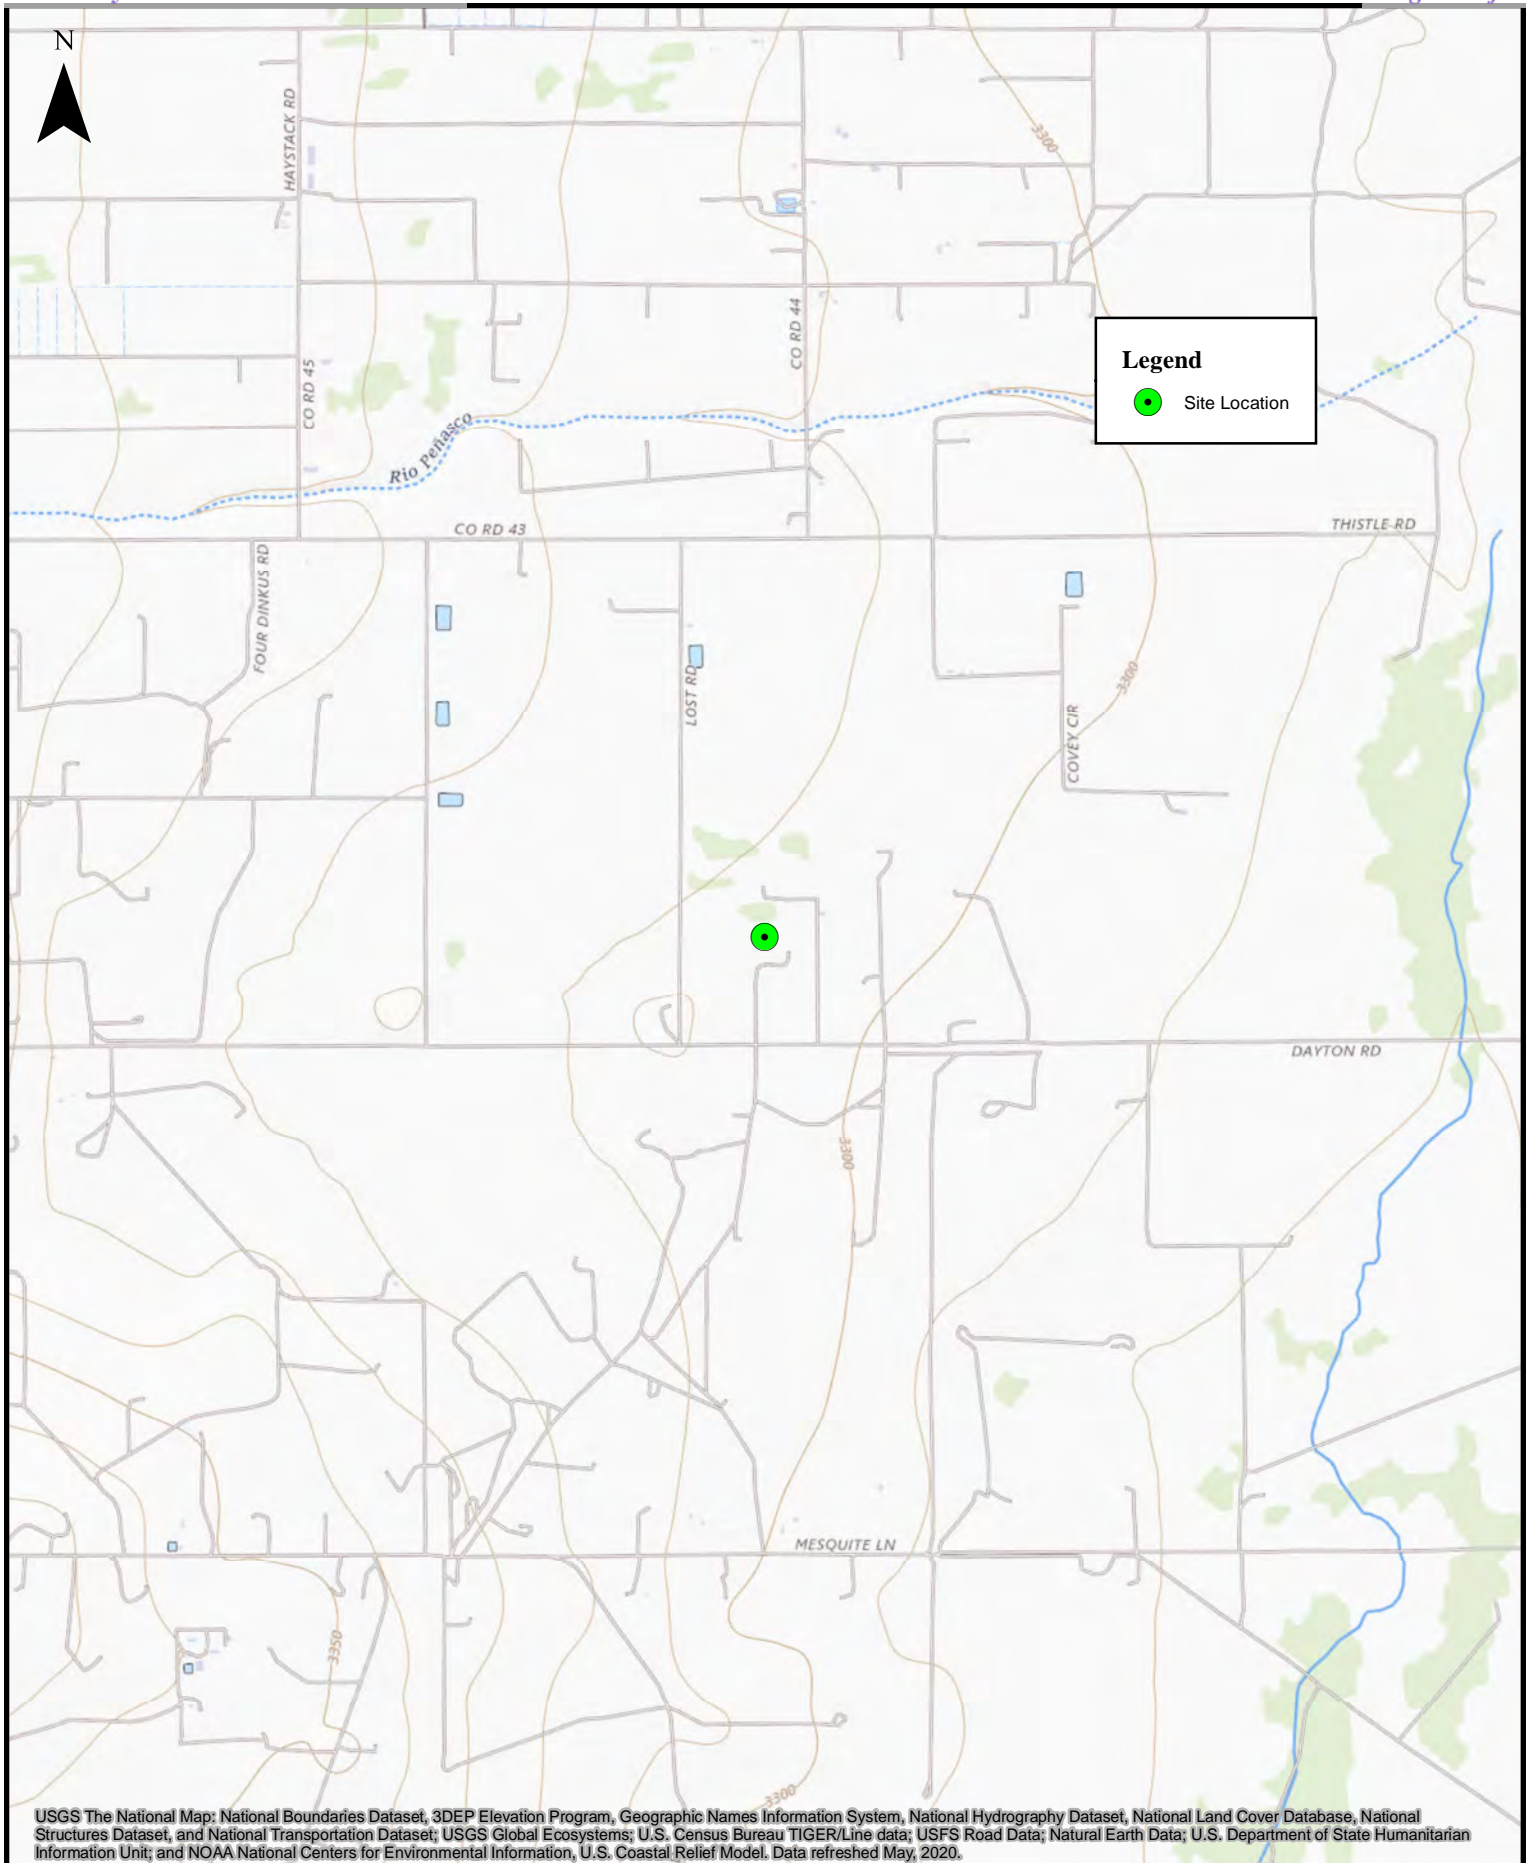 N
HAYSTACK RD
3300
CO RD 44
CO RD 45
Legend
Site Location
Rio Peñasco
CO RD 43
THISTLE RD
FOUR DINKUS RD
LOST RD
3300
COVEY CIR
DAYTON RD
3300
MESQUITE LN
3350
3300
USGS The National Map: National Boundaries Dataset, 3DEP Elevation Program, Geographic Names Information System, National Hydrography Dataset, National Land Cover Database, National
Structures Dataset, and National Transportation Dataset; USGS Global Ecosystems; U.S. Census Bureau TIGER/Line data; USFS Road Data; Natural Earth Data; U.S. Department of State Humanitarian
Information Unit; and NOAA National Centers for Environmental Information, U.S. Coastal Relief Model. Data refreshed May, 2020.